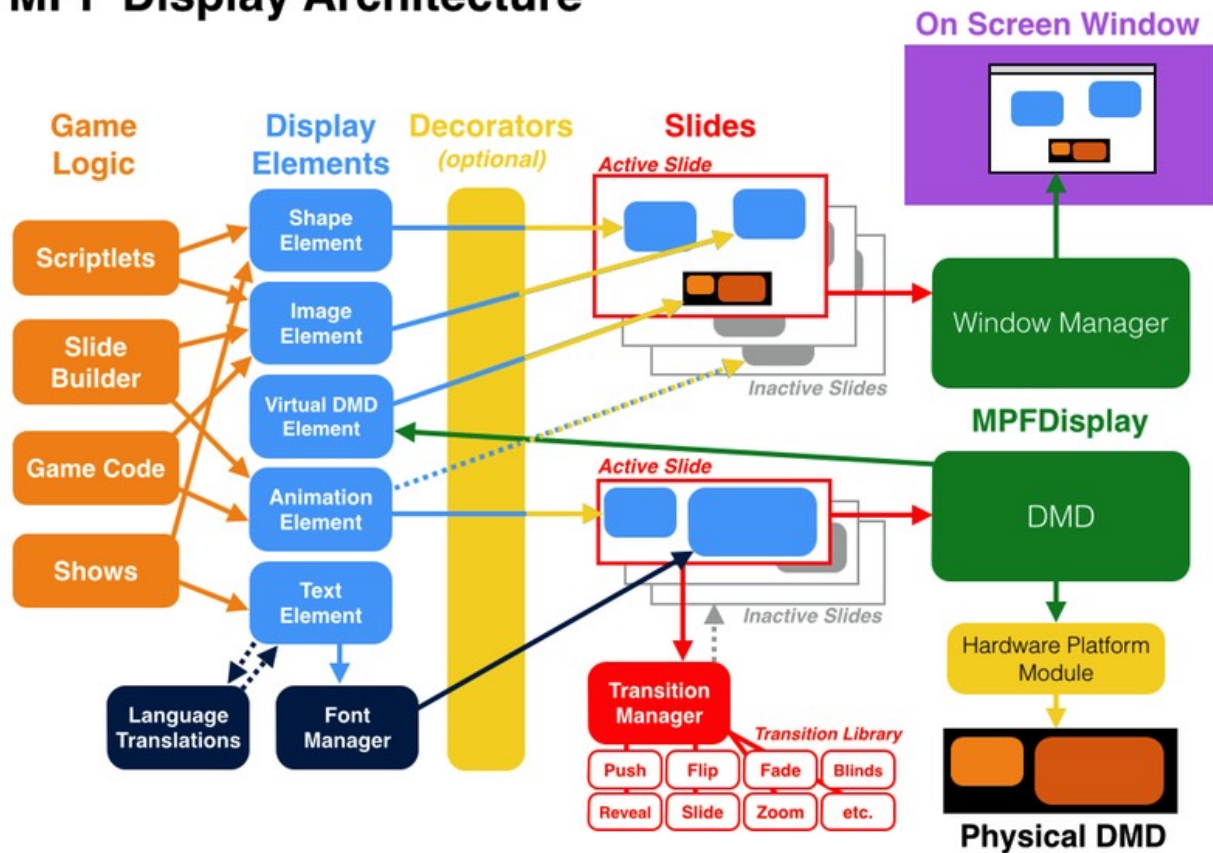 MPF Display Architecture
On Screen Window
Game
Logic
Display
Elements
Decorators
(optional)
Slides
Active Slide
Shape
Element
Scriptlets
Image
Element
Window Manager
Slide
Builder
Inactive Slides
Virtual DMD
Element
MPFDisplay
Game Code
Active Slide
Animation
Element
DMD
Shows
Text
Element
Inactive Slides
Hardware Platform
Module
Language
Translations
Font
Manager
Transition
Manager
Transition Library
Push
Flip
Fade
Blinds
Reveal
Slide
Zoom
etc.
Physical DMD